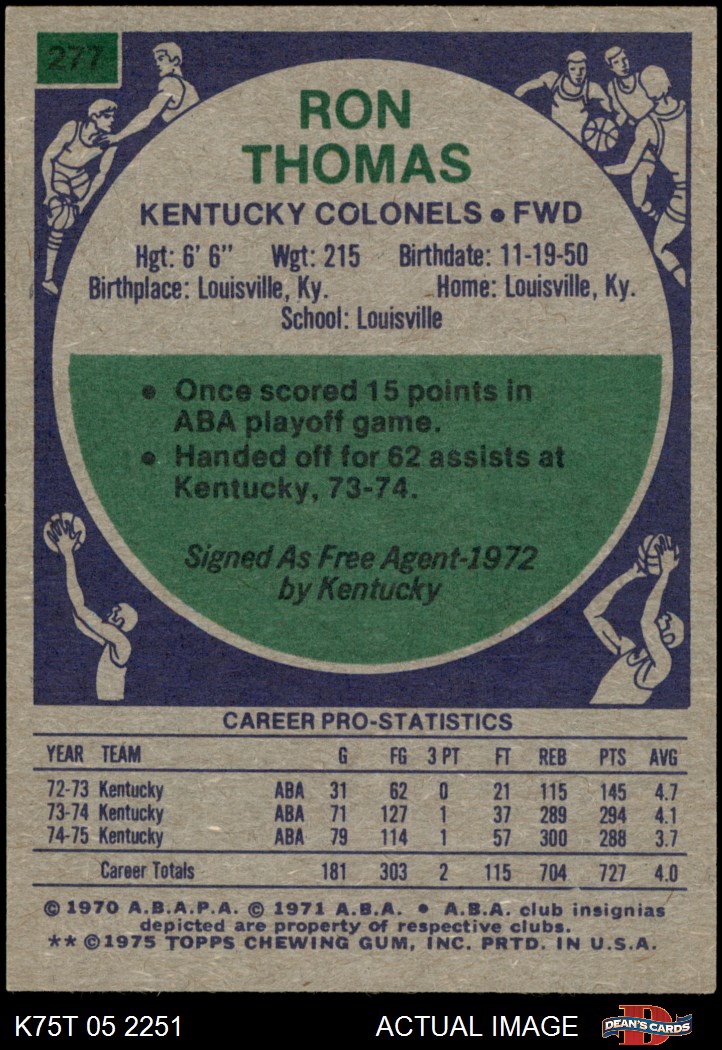 277
RON
THOMAS
KENTUCKY COLONELS • FWD
Hgt: 6' 6" Wgt: 215 Birthdate: 11-19-50
Birthplace: Louisville, Ky. Home: Louisville, Ky.
School: Louisville
• Once scored 15 points in
ABA playoff game.
• Handed off for 62 assists at
Kentucky, 73-74.
Signed As Free Agent-1972
by Kentucky
CAREER PRO-STATISTICS
YEAR TEAM G FG 3 PT FT REB PTS AVG
72-73 Kentucky ABA 31 62 0 21 115 145 4.7
73-74 Kentucky ABA 71 127 1 37 289 294 4.1
74-75 Kentucky ABA 79 114 1 57 300 288 3.7
Career Totals 181 303 2 115 704 727 4.0
© 1970 A.B.A.P.A. © 1971 A.B.A. • A.B.A. club insignias
depicted are property of respective clubs.
** © 1975 TOPPS CHEWING GUM, INC. PRTD. IN U.S.A.
K75T 05 2251 ACTUAL IMAGE D DEAN'S CARDS